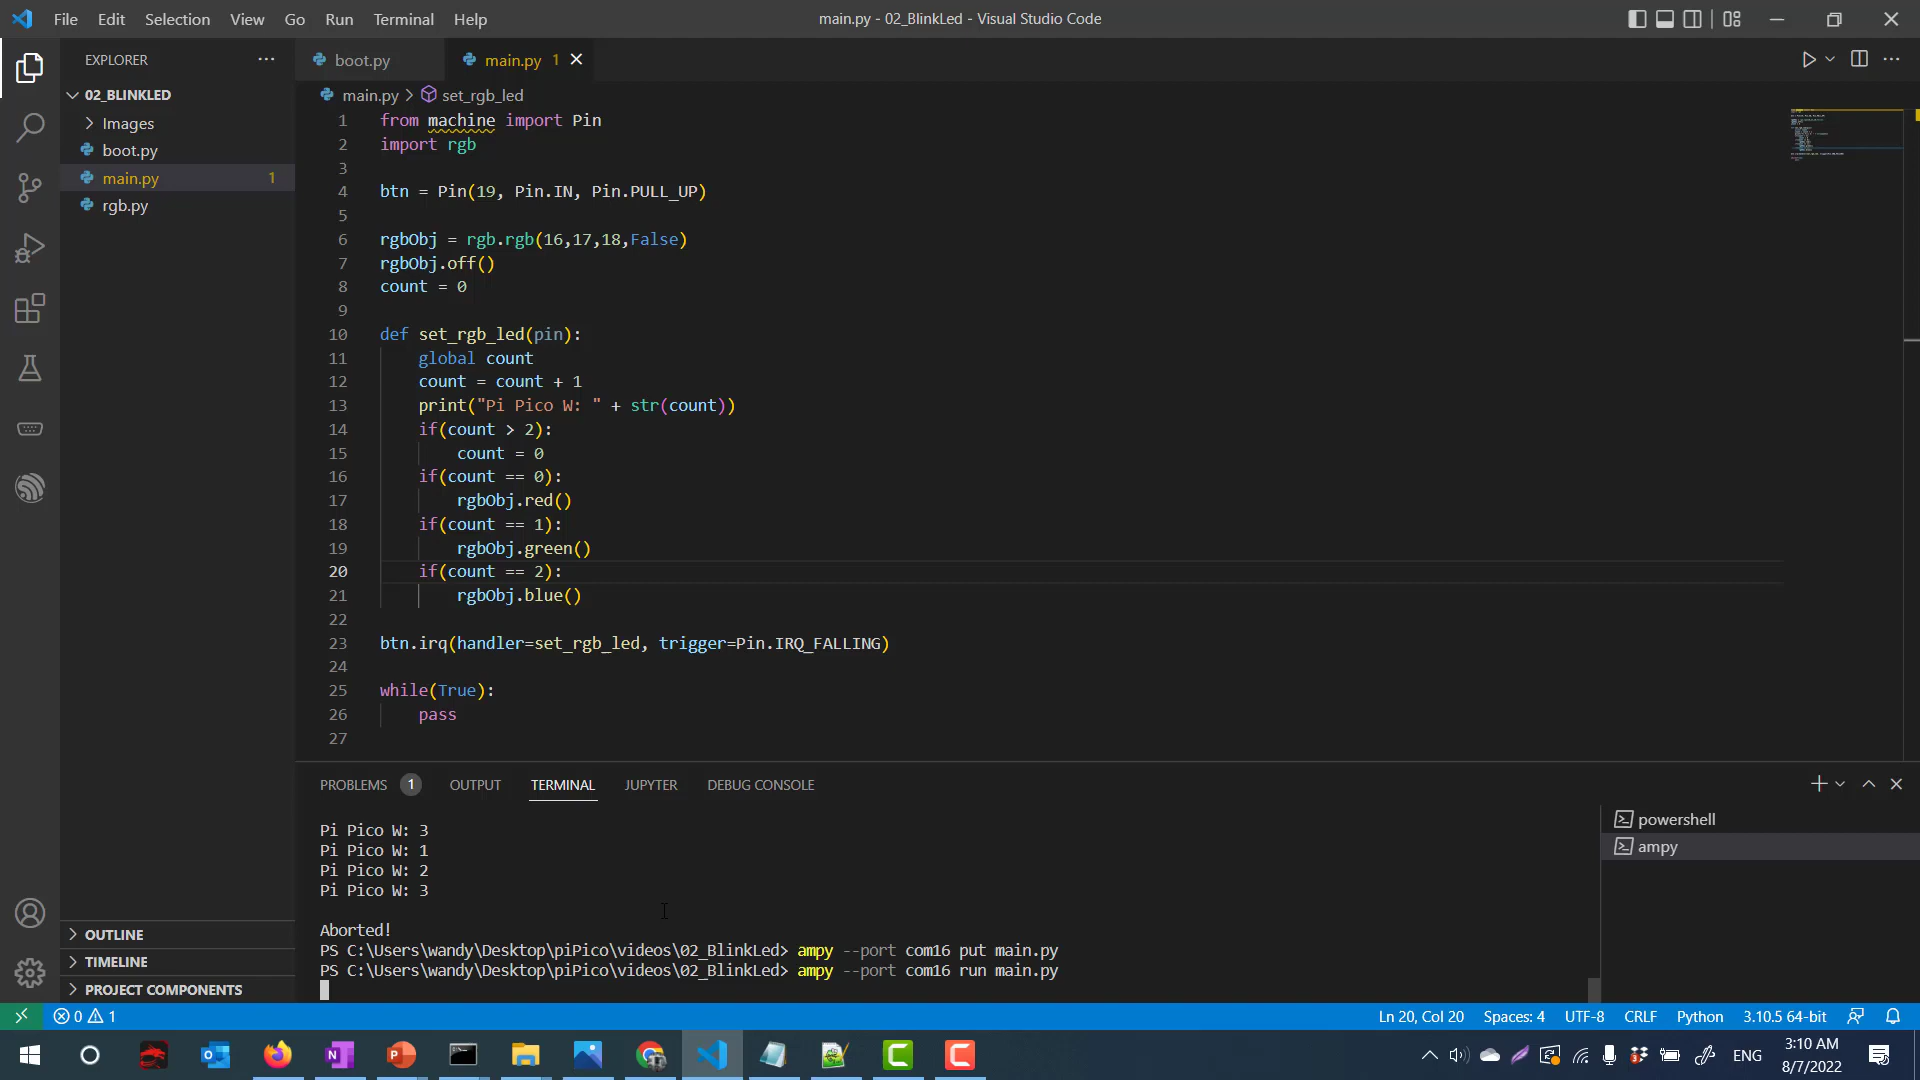 File Edit Selection View Go Run Terminal Help
main.py - 02_BlinkLed - Visual Studio Code
EXPLORER
boot.py
main.py 1
02_BLINKLED
Images
boot.py
main.py 1
rgb.py
main.py > set_rgb_led
1 from machine import Pin
2 import rgb
3
4 btn = Pin(19, Pin.IN, Pin.PULL_UP)
5
6 rgbObj = rgb.rgb(16,17,18,False)
7 rgbObj.off()
8 count = 0
9
10 def set_rgb_led(pin):
11 global count
12 count = count + 1
13 print("Pi Pico W: " + str(count))
14 if(count > 2):
15 count = 0
16 if(count == 0):
17 rgbObj.red()
18 if(count == 1):
19 rgbObj.green()
20 if(count == 2):
21 rgbObj.blue()
22
23 btn.irq(handler=set_rgb_led, trigger=Pin.IRQ_FALLING)
24
25 while(True):
26 pass
27
PROBLEMS 1 OUTPUT TERMINAL JUPYTER DEBUG CONSOLE
Pi Pico W: 3
Pi Pico W: 1
Pi Pico W: 2
Pi Pico W: 3
Aborted!
PS C:\Users\wandy\Desktop\piPico\videos\02_BlinkLed> ampy --port com16 put main.py
PS C:\Users\wandy\Desktop\piPico\videos\02_BlinkLed> ampy --port com16 run main.py
powershell
ampy
OUTLINE
TIMELINE
PROJECT COMPONENTS
0 1
Ln 20, Col 20 Spaces: 4 UTF-8 CRLF Python 3.10.5 64-bit
ENG
3:10 AM
8/7/2022